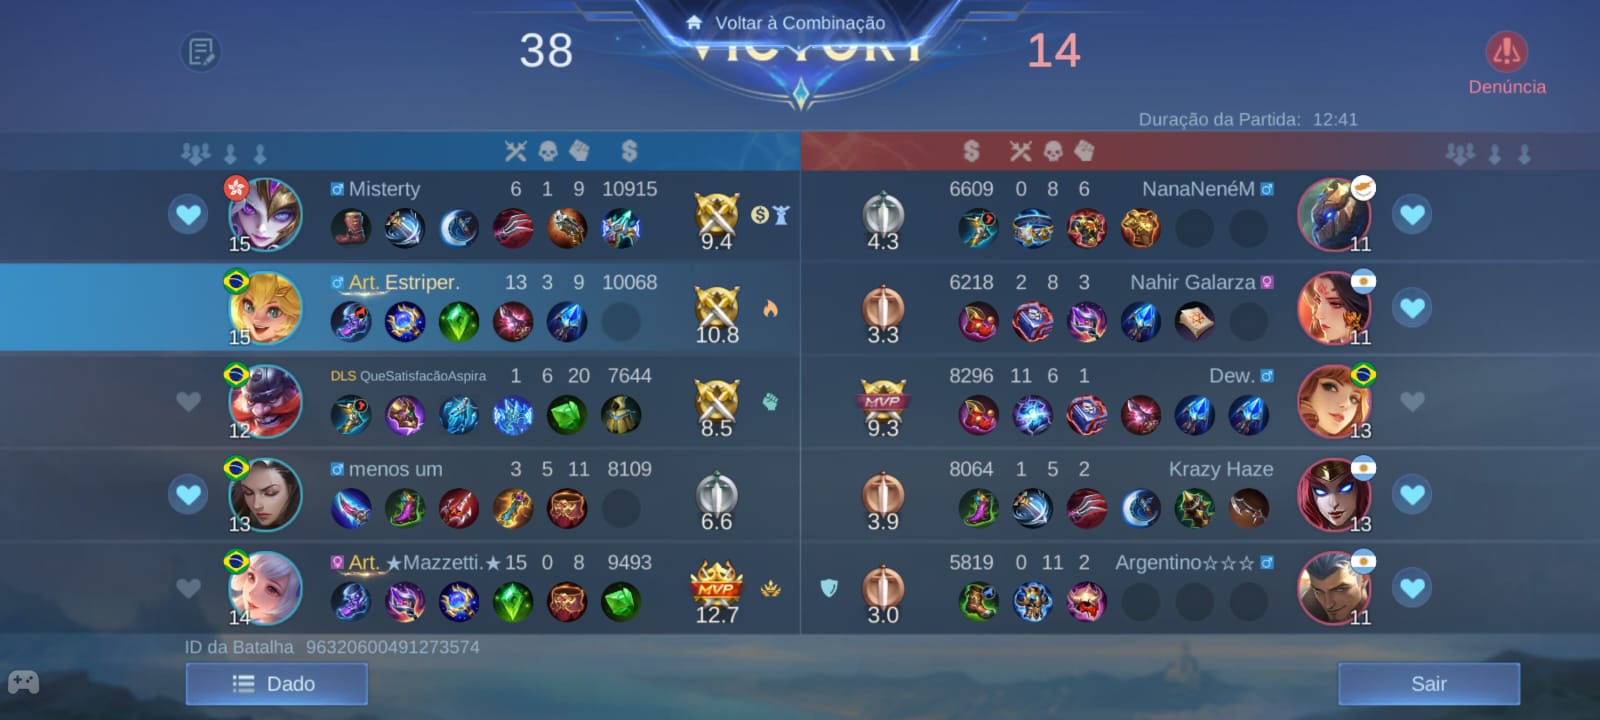 Voltar à Combinação
38 VICTORY 14
Denúncia
Duração da Partida: 12:41
Misterty 6 1 9 10915
15 9.4
6609 0 8 6 NanaNenéM
4.3 11
Art. Estriper. 13 3 9 10068
15 10.8
6218 2 8 3 Nahir Galarza
3.3 11
DLS QueSatisfacãoAspira 1 6 20 7644
12 8.5
8296 11 6 1 Dew.
MVP
9.3 13
menos um 3 5 11 8109
13 6.6
8064 1 5 2 Krazy Haze
3.9 13
Art. ★Mazzetti.★ 15 0 8 9493
MVP
14 12.7
5819 0 11 2 Argentino☆☆☆
3.0 11
ID da Batalha 963206004912735​74
Dado
Sair